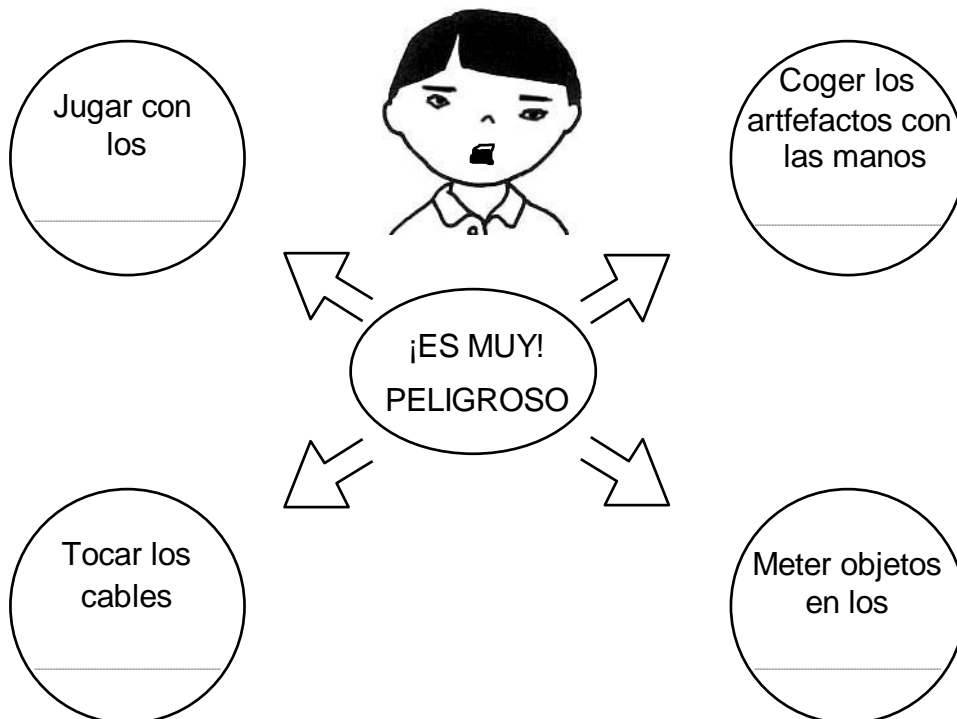 Jugar con
los
Coger los
artfefactos con
las manos
¡ES MUY!
PELIGROSO
Tocar los
cables
Meter objetos
en los